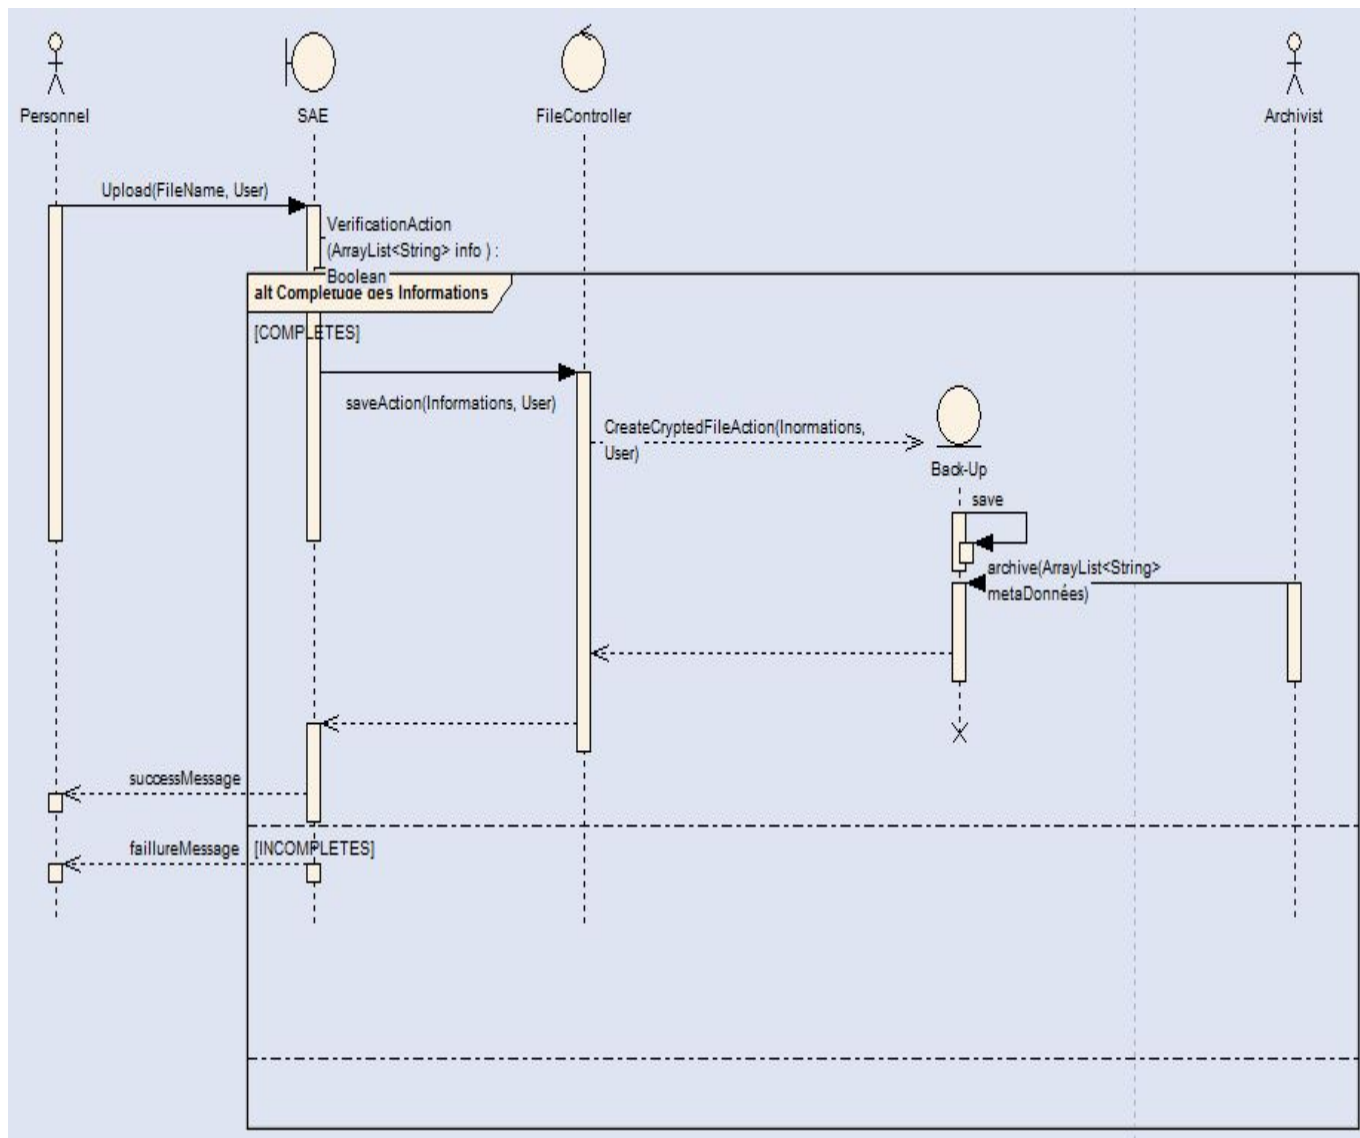 Personnel
SAE
FileController
Archivist
Upload(FileName, User)
VerificationAction
(ArrayList<String> info ) :
Boolean
alt Completude des Informations
[COMPLETES]
saveAction(Informations, User)
CreateCryptedFileAction(Inormations,
User)
Back-Up
save
archive(ArrayList<String>
metaDonnées)
successMessage
faillureMessage
[INCOMPLETES]